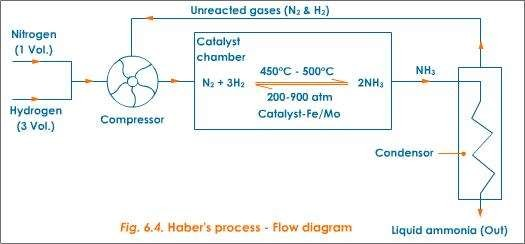 Unreacted gases (N₂ & H₂)
Nitrogen
(1 Vol.)
Hydrogen
(3 Vol.)
Compressor
Catalyst
chamber
450°C - 500°C
N₂ + 3H₂
2NH₃
200-900 atm
Catalyst-Fe/Mo
NH₃
Condensor
Liquid ammonia (Out)
Fig. 6.4. Haber's process - Flow diagram